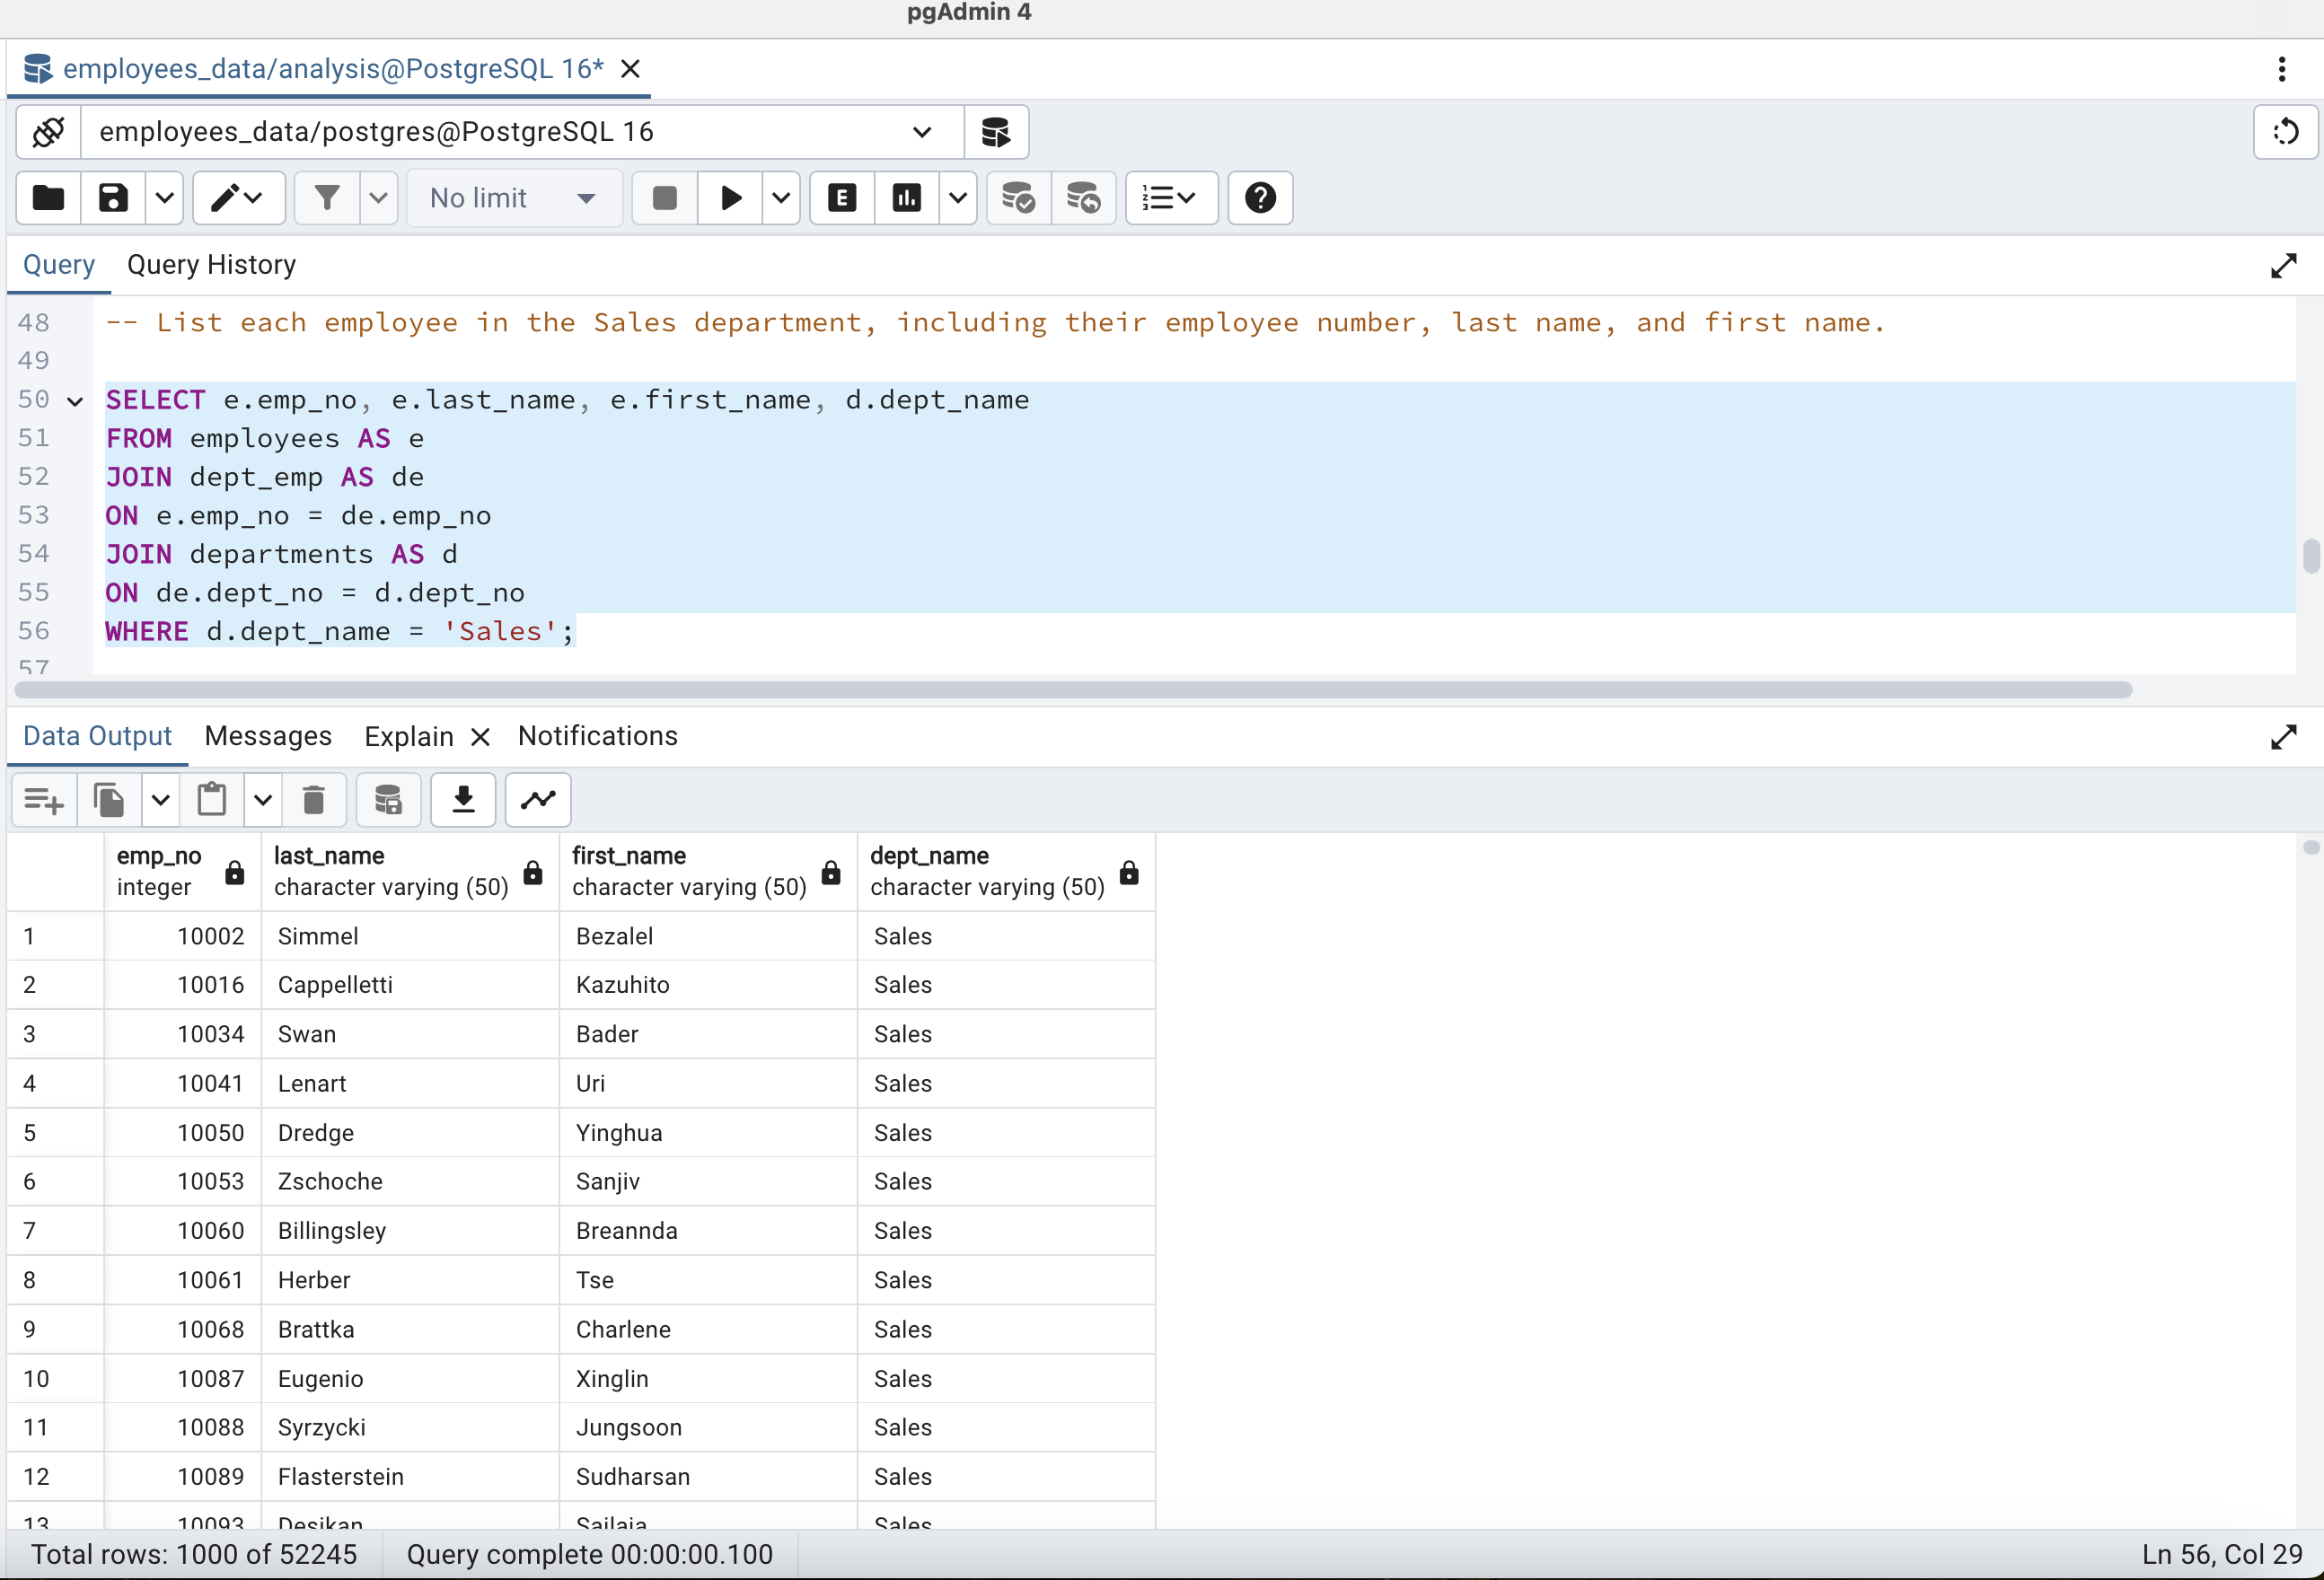 pgAdmin 4
employees_data/analysis@PostgreSQL 16*
employees_data/postgres@PostgreSQL 16
No limit
E
Query Query History
48 -- List each employee in the Sales department, including their employee number, last name, and first name.
49
50 SELECT e.emp_no, e.last_name, e.first_name, d.dept_name
51 FROM employees AS e
52 JOIN dept_emp AS de
53 ON e.emp_no = de.emp_no
54 JOIN departments AS d
55 ON de.dept_no = d.dept_no
56 WHERE d.dept_name = 'Sales';
57
Data Output Messages Explain Notifications
emp_no last_name first_name dept_name
integer character varying (50) character varying (50) character varying (50)
1 10002 Simmel Bezalel Sales
2 10016 Cappelletti Kazuhito Sales
3 10034 Swan Bader Sales
4 10041 Lenart Uri Sales
5 10050 Dredge Yinghua Sales
6 10053 Zschoche Sanjiv Sales
7 10060 Billingsley Breannda Sales
8 10061 Herber Tse Sales
9 10068 Brattka Charlene Sales
10 10087 Eugenio Xinglin Sales
11 10088 Syrzycki Jungsoon Sales
12 10089 Flasterstein Sudharsan Sales
13 10093 Desikan Sailaja Sales
Total rows: 1000 of 52245 Query complete 00:00:00.100 Ln 56, Col 29